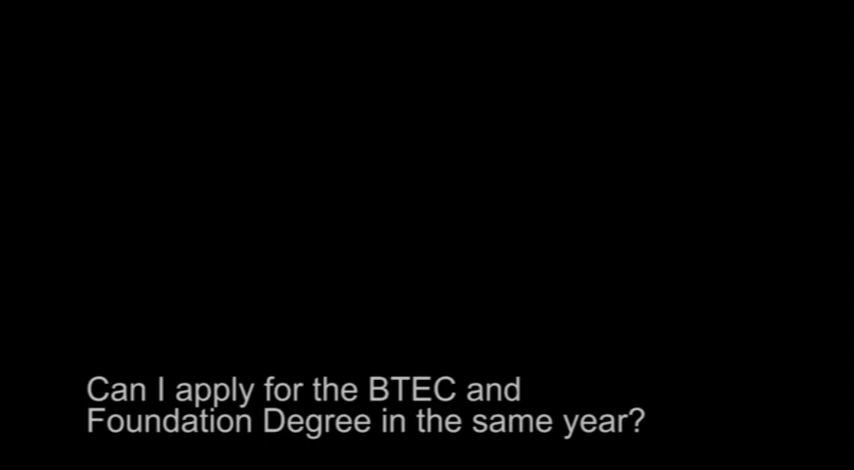 Can I apply for the BTEC and
Foundation Degree in the same year?